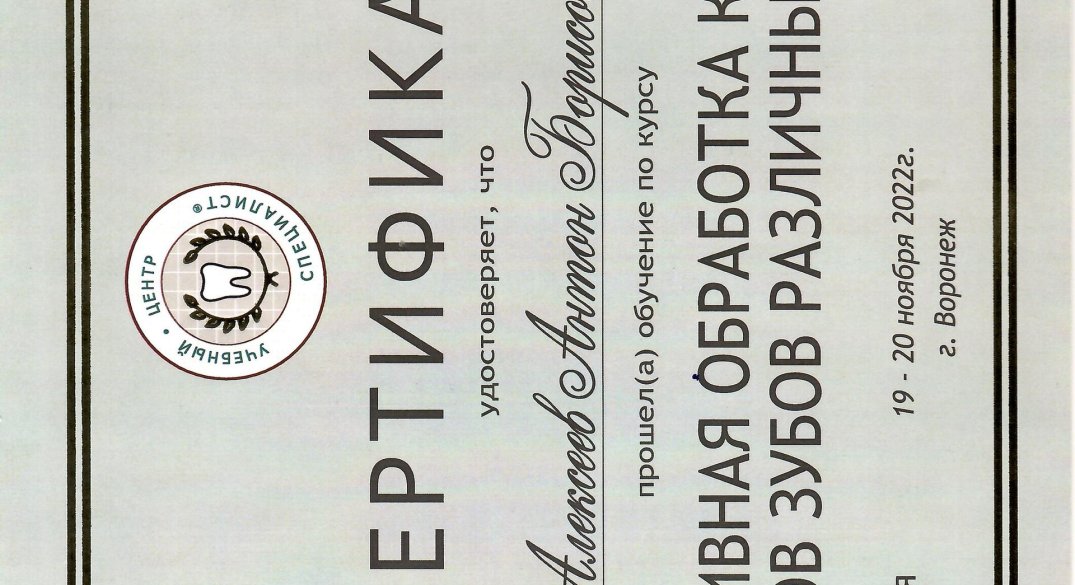 УЧЕБНЫЙ • ЦЕНТР
СПЕЦИАЛИСТ®
ЕРТИФИКА
удостоверяет, что
Алексеев Антон Борисо
прошел(а) обучение по курсу
ИВНАЯ ОБРАБОТКА К
ОВ ЗУБОВ РАЗЛИЧНЫ
19 - 20 ноября 2022г.
г. Воронеж
Я